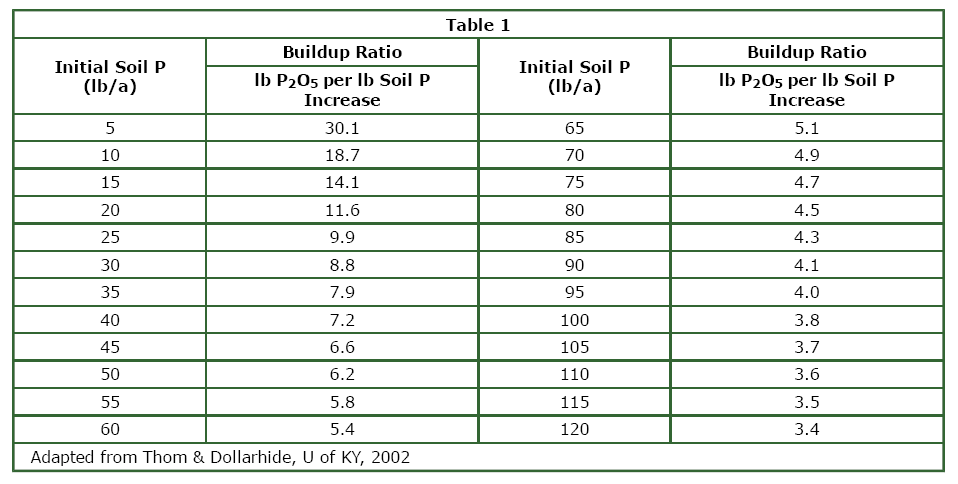 Table 1
Initial Soil P (lb/a) Buildup Ratio Initial Soil P (lb/a) Buildup Ratio
lb P₂O₅ per lb Soil P Increase lb P₂O₅ per lb Soil P Increase
5 30.1 65 5.1
10 18.7 70 4.9
15 14.1 75 4.7
20 11.6 80 4.5
25 9.9 85 4.3
30 8.8 90 4.1
35 7.9 95 4.0
40 7.2 100 3.8
45 6.6 105 3.7
50 6.2 110 3.6
55 5.8 115 3.5
60 5.4 120 3.4
Adapted from Thom & Dollarhide, U of KY, 2002